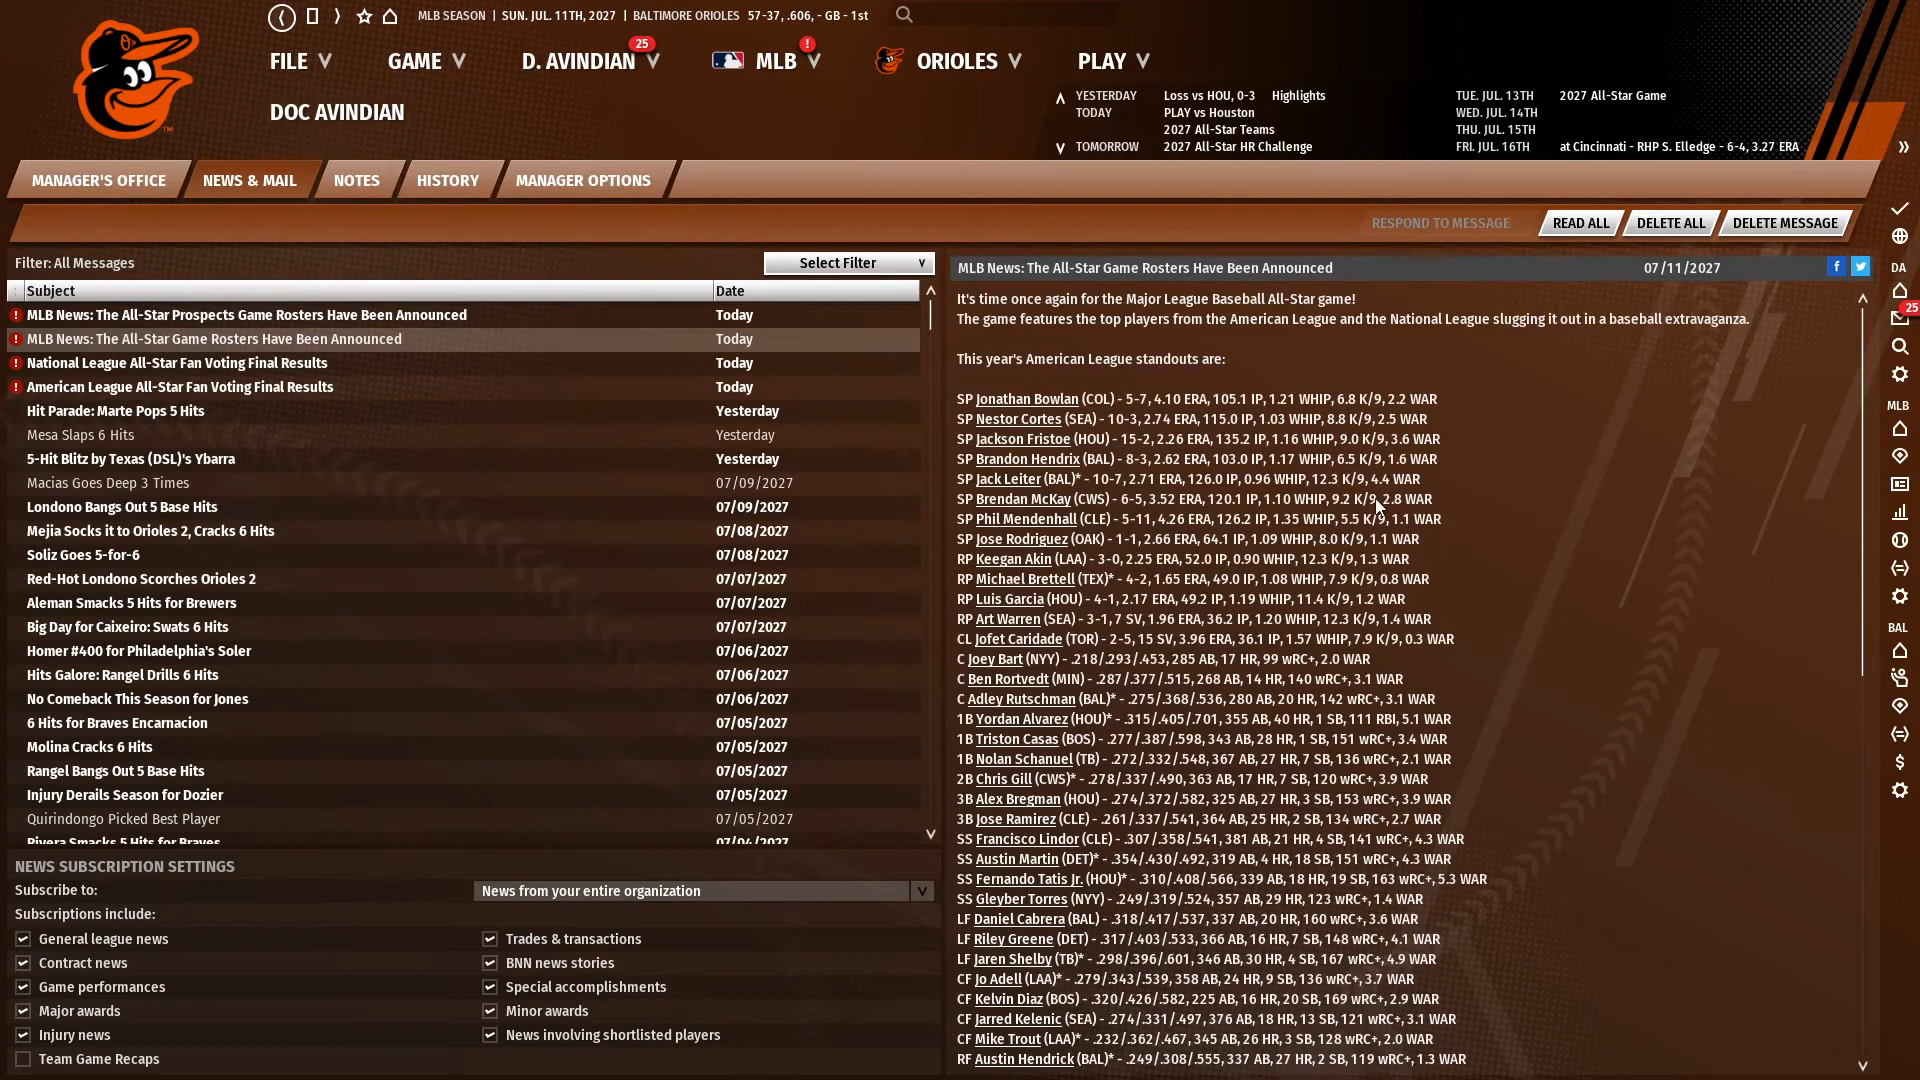 MLB SEASON | SUN. JUL. 11TH, 2027 | BALTIMORE ORIOLES 57-37, .606, - GB - 1st
FILE GAME D. AVINDIAN 25 MLB ! ORIOLES PLAY
DOC AVINDIAN
YESTERDAY Loss vs HOU, 0-3 Highlights TUE. JUL. 13TH 2027 All-Star Game
TODAY PLAY vs Houston WED. JUL. 14TH
2027 All-Star Teams THU. JUL. 15TH
TOMORROW 2027 All-Star HR Challenge FRI. JUL. 16TH at Cincinnati - RHP S. Elledge - 6-4, 3.27 ERA
MANAGER'S OFFICE NEWS & MAIL NOTES HISTORY MANAGER OPTIONS
RESPOND TO MESSAGE READ ALL DELETE ALL DELETE MESSAGE
Filter: All Messages Select Filter
Subject Date
MLB News: The All-Star Prospects Game Rosters Have Been Announced Today
MLB News: The All-Star Game Rosters Have Been Announced Today
National League All-Star Fan Voting Final Results Today
American League All-Star Fan Voting Final Results Today
Hit Parade: Marte Pops 5 Hits Yesterday
Mesa Slaps 6 Hits Yesterday
5-Hit Blitz by Texas (DSL)'s Ybarra Yesterday
Macias Goes Deep 3 Times 07/09/2027
Londono Bangs Out 5 Base Hits 07/09/2027
Mejia Socks it to Orioles 2, Cracks 6 Hits 07/08/2027
Soliz Goes 5-for-6 07/08/2027
Red-Hot Londono Scorches Orioles 2 07/07/2027
Aleman Smacks 5 Hits for Brewers 07/07/2027
Big Day for Caixeiro: Swats 6 Hits 07/07/2027
Homer #400 for Philadelphia's Soler 07/06/2027
Hits Galore: Rangel Drills 6 Hits 07/06/2027
No Comeback This Season for Jones 07/06/2027
6 Hits for Braves Encarnacion 07/05/2027
Molina Cracks 6 Hits 07/05/2027
Rangel Bangs Out 5 Base Hits 07/05/2027
Injury Derails Season for Dozier 07/05/2027
Quirindongo Picked Best Player 07/05/2027
Rivera Smacks 5 Hits for Braves 07/04/2027
NEWS SUBSCRIPTION SETTINGS
Subscribe to: News from your entire organization
Subscriptions include:
General league news Trades & transactions
Contract news BNN news stories
Game performances Special accomplishments
Major awards Minor awards
Injury news News involving shortlisted players
Team Game Recaps
MLB News: The All-Star Game Rosters Have Been Announced 07/11/2027
It's time once again for the Major League Baseball All-Star game!
The game features the top players from the American League and the National League slugging it out in a baseball extravaganza.
This year's American League standouts are:
SP Jonathan Bowlan (COL) - 5-7, 4.10 ERA, 105.1 IP, 1.21 WHIP, 6.8 K/9, 2.2 WAR
SP Nestor Cortes (SEA) - 10-3, 2.74 ERA, 115.0 IP, 1.03 WHIP, 8.8 K/9, 2.5 WAR
SP Jackson Fristoe (HOU) - 15-2, 2.26 ERA, 135.2 IP, 1.16 WHIP, 9.0 K/9, 3.6 WAR
SP Brandon Hendrix (BAL) - 8-3, 2.62 ERA, 103.0 IP, 1.17 WHIP, 6.5 K/9, 1.6 WAR
SP Jack Leiter (BAL)* - 10-7, 2.71 ERA, 126.0 IP, 0.96 WHIP, 12.3 K/9, 4.4 WAR
SP Brendan McKay (CWS) - 6-5, 3.52 ERA, 120.1 IP, 1.10 WHIP, 9.2 K/9, 2.8 WAR
SP Phil Mendenhall (CLE) - 5-11, 4.26 ERA, 126.2 IP, 1.35 WHIP, 5.5 K/9, 1.1 WAR
SP Jose Rodriguez (OAK) - 1-1, 2.66 ERA, 64.1 IP, 1.09 WHIP, 8.0 K/9, 1.1 WAR
RP Keegan Akin (LAA) - 3-0, 2.25 ERA, 52.0 IP, 0.90 WHIP, 12.3 K/9, 1.3 WAR
RP Michael Brettell (TEX)* - 4-2, 1.65 ERA, 49.0 IP, 1.08 WHIP, 7.9 K/9, 0.8 WAR
RP Luis Garcia (HOU) - 4-1, 2.17 ERA, 49.2 IP, 1.19 WHIP, 11.4 K/9, 1.2 WAR
RP Art Warren (SEA) - 3-1, 7 SV, 1.96 ERA, 36.2 IP, 1.20 WHIP, 12.3 K/9, 1.4 WAR
CL Jofet Caridade (TOR) - 2-5, 15 SV, 3.96 ERA, 36.1 IP, 1.57 WHIP, 7.9 K/9, 0.3 WAR
C Joey Bart (NYY) - .218/.293/.453, 285 AB, 17 HR, 99 wRC+, 2.0 WAR
C Ben Rortvedt (MIN) - .287/.377/.515, 268 AB, 14 HR, 140 wRC+, 3.1 WAR
C Adley Rutschman (BAL)* - .275/.368/.536, 280 AB, 20 HR, 142 wRC+, 3.1 WAR
1B Yordan Alvarez (HOU)* - .315/.405/.701, 355 AB, 40 HR, 1 SB, 111 RBI, 5.1 WAR
1B Triston Casas (BOS) - .277/.387/.598, 343 AB, 28 HR, 1 SB, 151 wRC+, 3.4 WAR
1B Nolan Schanuel (TB) - .272/.332/.548, 367 AB, 27 HR, 7 SB, 136 wRC+, 2.1 WAR
2B Chris Gill (CWS)* - .278/.337/.490, 363 AB, 17 HR, 7 SB, 120 wRC+, 3.9 WAR
3B Alex Bregman (HOU) - .274/.372/.582, 325 AB, 27 HR, 3 SB, 153 wRC+, 3.9 WAR
3B Jose Ramirez (CLE) - .261/.337/.541, 364 AB, 25 HR, 2 SB, 134 wRC+, 2.7 WAR
SS Francisco Lindor (CLE) - .307/.358/.541, 381 AB, 21 HR, 4 SB, 141 wRC+, 4.3 WAR
SS Austin Martin (DET)* - .354/.430/.492, 319 AB, 4 HR, 18 SB, 151 wRC+, 4.3 WAR
SS Fernando Tatis Jr. (HOU)* - .310/.408/.566, 339 AB, 18 HR, 19 SB, 163 wRC+, 5.3 WAR
SS Gleyber Torres (NYY) - .249/.319/.524, 357 AB, 29 HR, 123 wRC+, 1.4 WAR
LF Daniel Cabrera (BAL) - .318/.417/.537, 337 AB, 20 HR, 160 wRC+, 3.6 WAR
LF Riley Greene (DET) - .317/.403/.533, 366 AB, 16 HR, 7 SB, 148 wRC+, 4.1 WAR
LF Jaren Shelby (TB)* - .298/.396/.601, 346 AB, 30 HR, 4 SB, 167 wRC+, 4.9 WAR
CF Jo Adell (LAA)* - .279/.343/.539, 358 AB, 24 HR, 9 SB, 136 wRC+, 3.7 WAR
CF Kelvin Diaz (BOS) - .320/.426/.582, 225 AB, 16 HR, 20 SB, 169 wRC+, 2.9 WAR
CF Jarred Kelenic (SEA) - .274/.331/.497, 376 AB, 18 HR, 13 SB, 121 wRC+, 3.1 WAR
CF Mike Trout (LAA)* - .232/.362/.467, 345 AB, 26 HR, 3 SB, 128 wRC+, 2.0 WAR
RF Austin Hendrick (BAL)* - .249/.308/.555, 337 AB, 27 HR, 2 SB, 119 wRC+, 1.3 WAR
DA
25
MLB
BAL